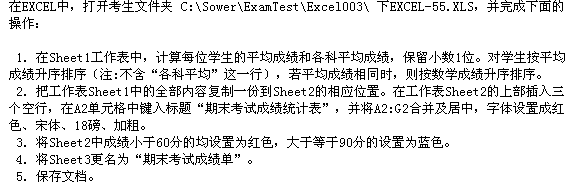 在EXCEL中，打开考生文件夹 C:\Sower\ExamTest\Excel003\ 下EXCEL-55.XLS，并完成下面的
操作：
1. 在Sheet1工作表中，计算每位学生的平均成绩和各科平均成绩，保留小数1位。对学生按平均
成绩升序排序（注:不含“各科平均”这一行），若平均成绩相同时，则按数学成绩升序排序。
2. 把工作表Sheet1中的全部内容复制一份到Sheet2的相应位置。在工作表Sheet2的上部插入三
个空行，在A2单元格中键入标题“期末考试成绩统计表”，并将A2:G2合并及居中，字体设置成红
色、宋体、18磅、加粗。
3. 将Sheet2中成绩小于60分的均设置为红色，大于等于90分的设置为蓝色。
4. 将Sheet3更名为“期末考试成绩单”。
5. 保存文档。